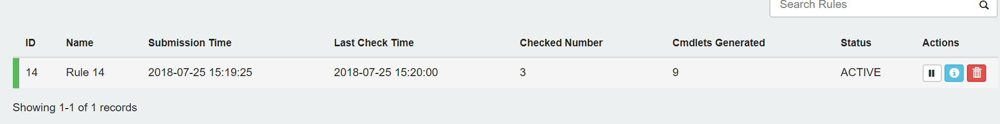 Search Rules
ID Name Submission Time Last Check Time Checked Number Cmdlets Generated Status Actions
14 Rule 14 2018-07-25 15:19:25 2018-07-25 15:20:00 3 9 ACTIVE
Showing 1-1 of 1 records